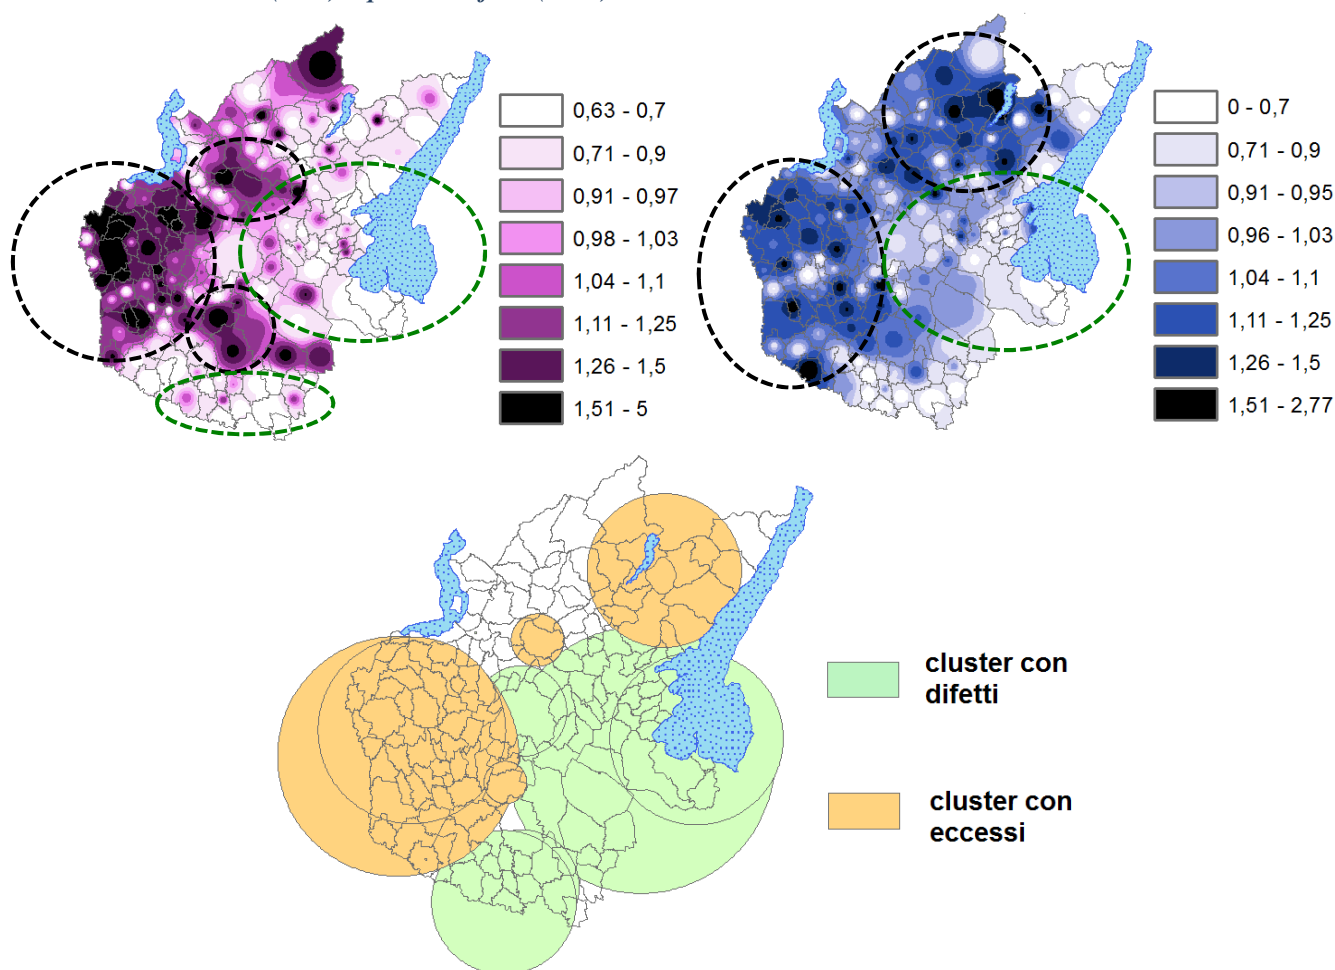 0,63 - 0,7
0,71 - 0,9
0,91 - 0,97
0,98 - 1,03
1,04 - 1,1
1,11 - 1,25
1,26 - 1,5
1,51 - 5
0 - 0,7
0,71 - 0,9
0,91 - 0,95
0,96 - 1,03
1,04 - 1,1
1,11 - 1,25
1,26 - 1,5
1,51 - 2,77
cluster con
difetti
cluster con
eccessi